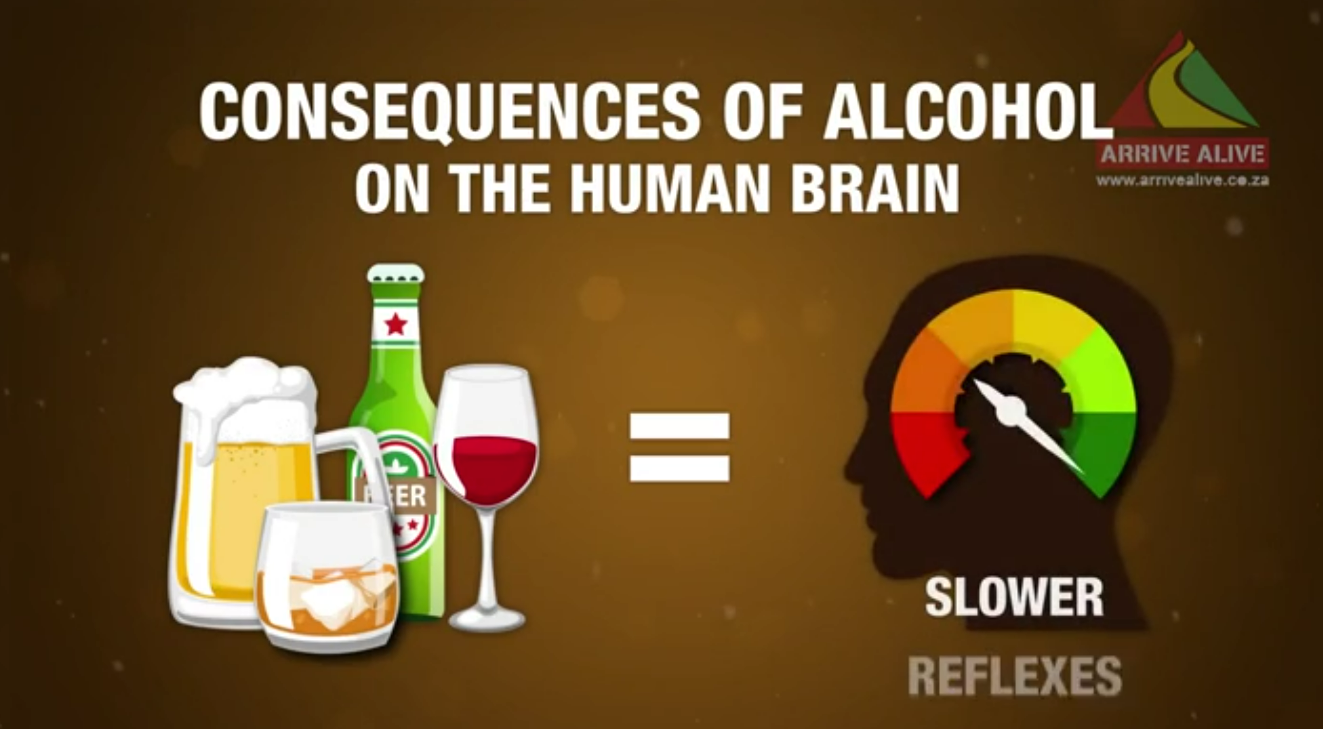 CONSEQUENCES OF ALCOHOL
ON THE HUMAN BRAIN
ARRIVE ALIVE
www.arrivealive.co.za
BEER
SLOWER
REFLEXES